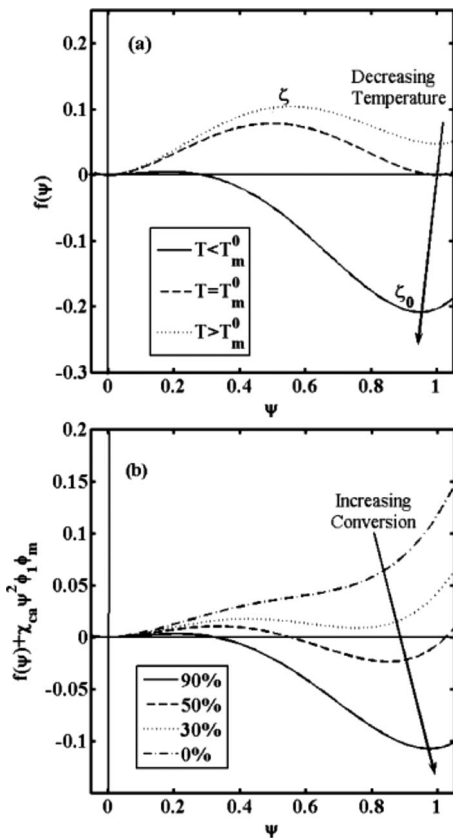 0.2
(a)
ζ
Decreasing
Temperature
0.1
0
f(ψ)
-0.1
T<T⁰ₘ
T=T⁰ₘ
T>T⁰ₘ
ζ₀
-0.2
-0.3
0 0.2 0.4 0.6 0.8 1
ψ
0.2
(b)
0.15
Increasing
Conversion
0.1
f(ψ)+χcaψ²ϕ₁ϕₘ
0.05
0
90%
50%
30%
0%
-0.05
-0.1
0 0.2 0.4 0.6 0.8 1
ψ